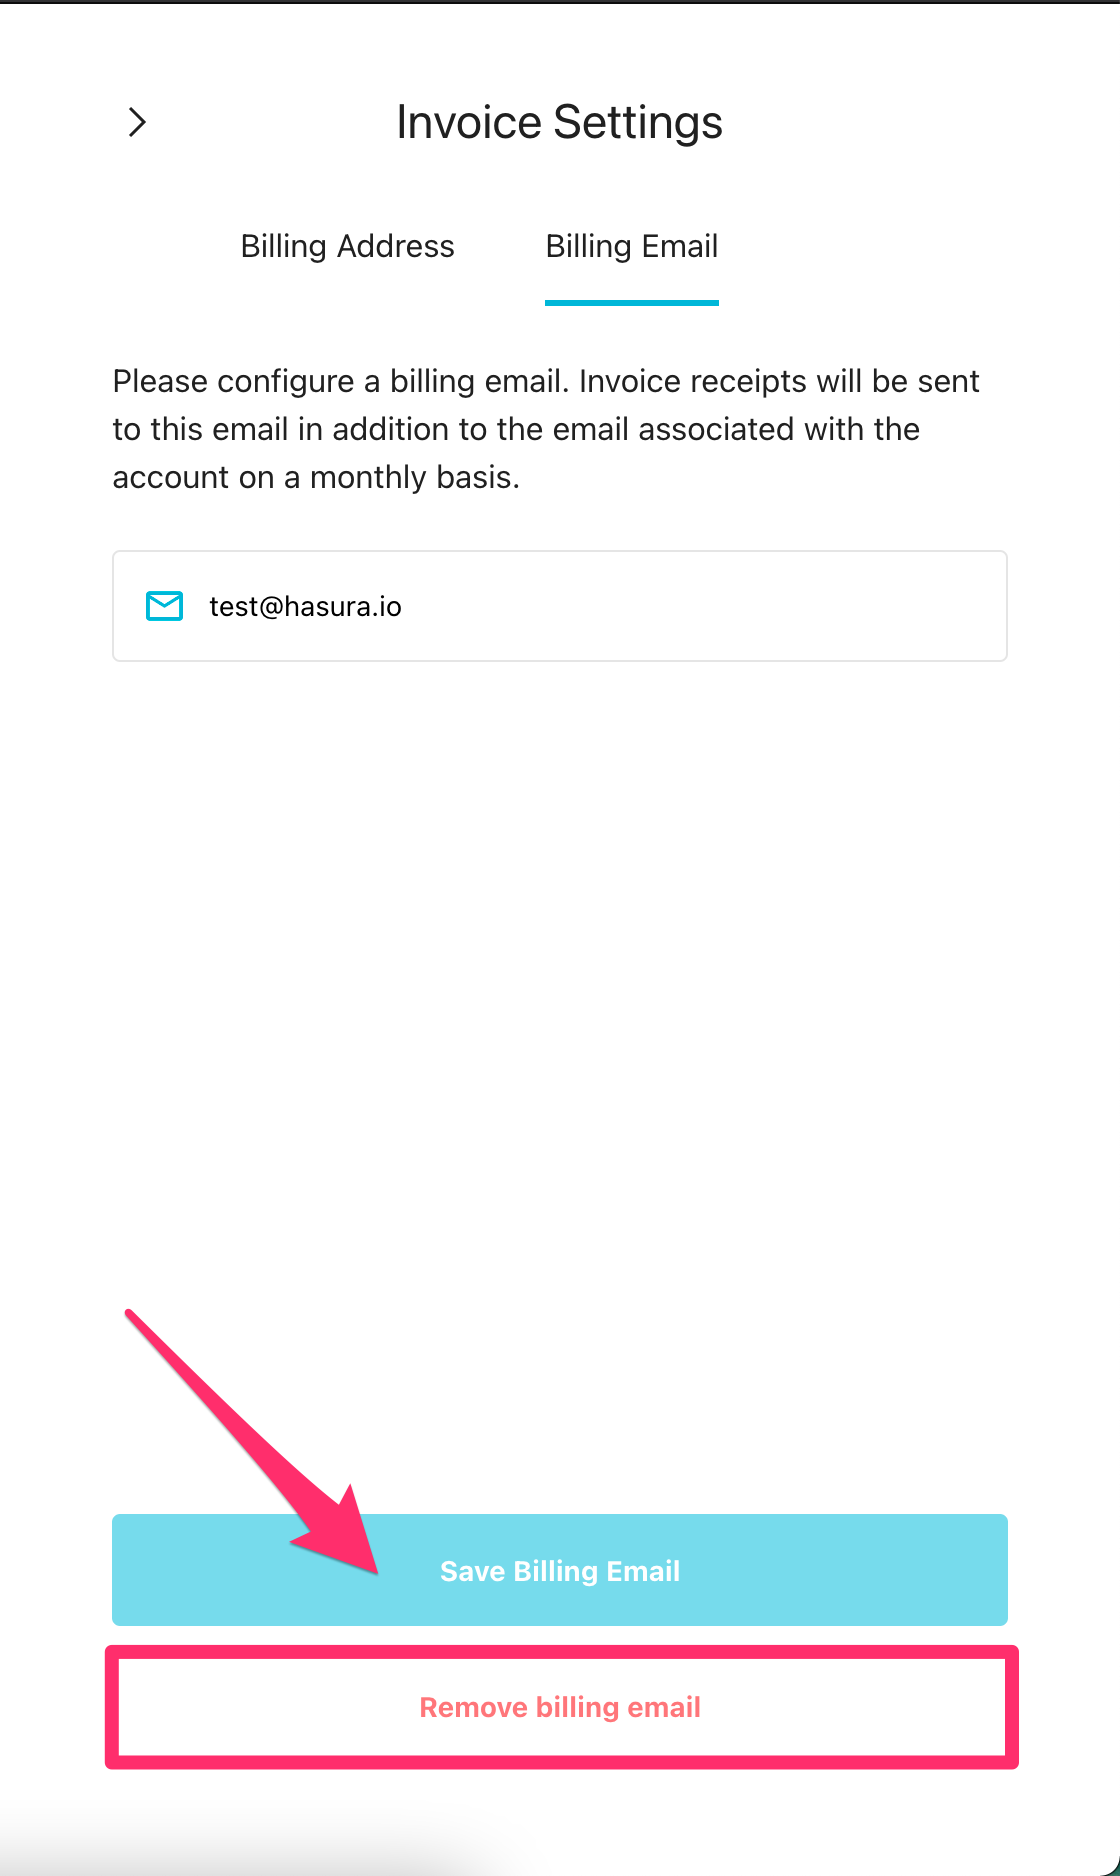 Invoice Settings
Billing Address
Billing Email
Please configure a billing email. Invoice receipts will be sent
to this email in addition to the email associated with the
account on a monthly basis.
test@hasura.io
Save Billing Email
Remove billing email